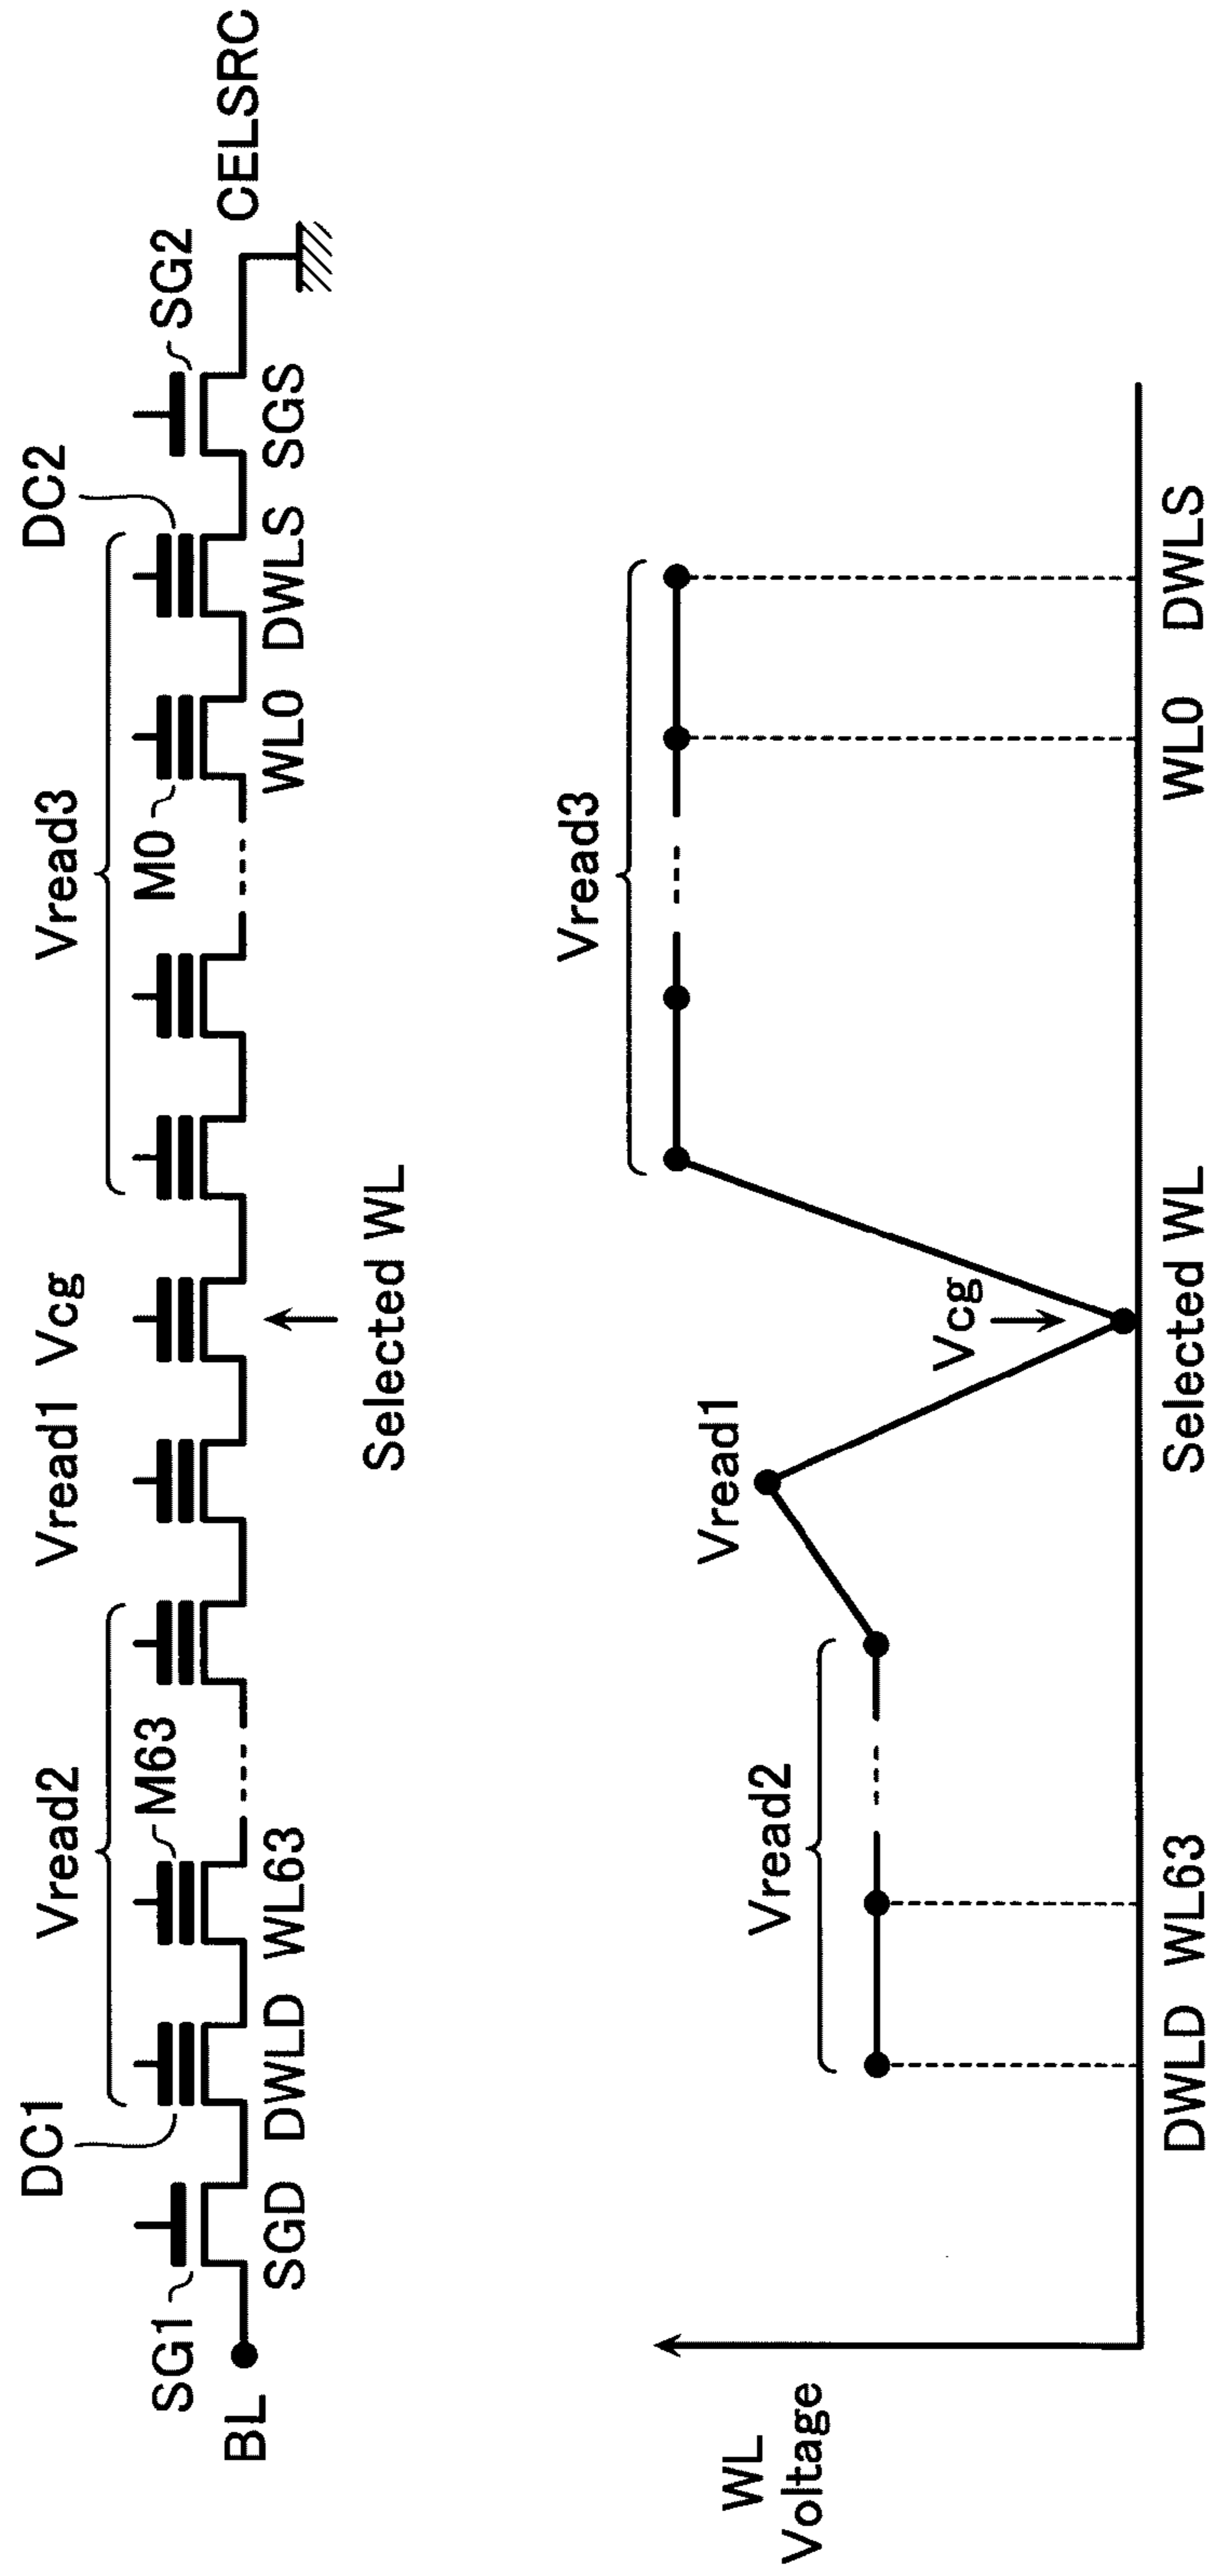 Vread2
Vread1
Vcg
Vread3
DC1
DC2
SG1
M63
M0
SG2
BL
SGD
DWLD
WL63
WL0
DWLS
SGS
CELSRC
Selected WL
WL
Voltage
Vread2
Vread1
Vcg
Vread3
DWLD
WL63
Selected WL
WL0
DWLS